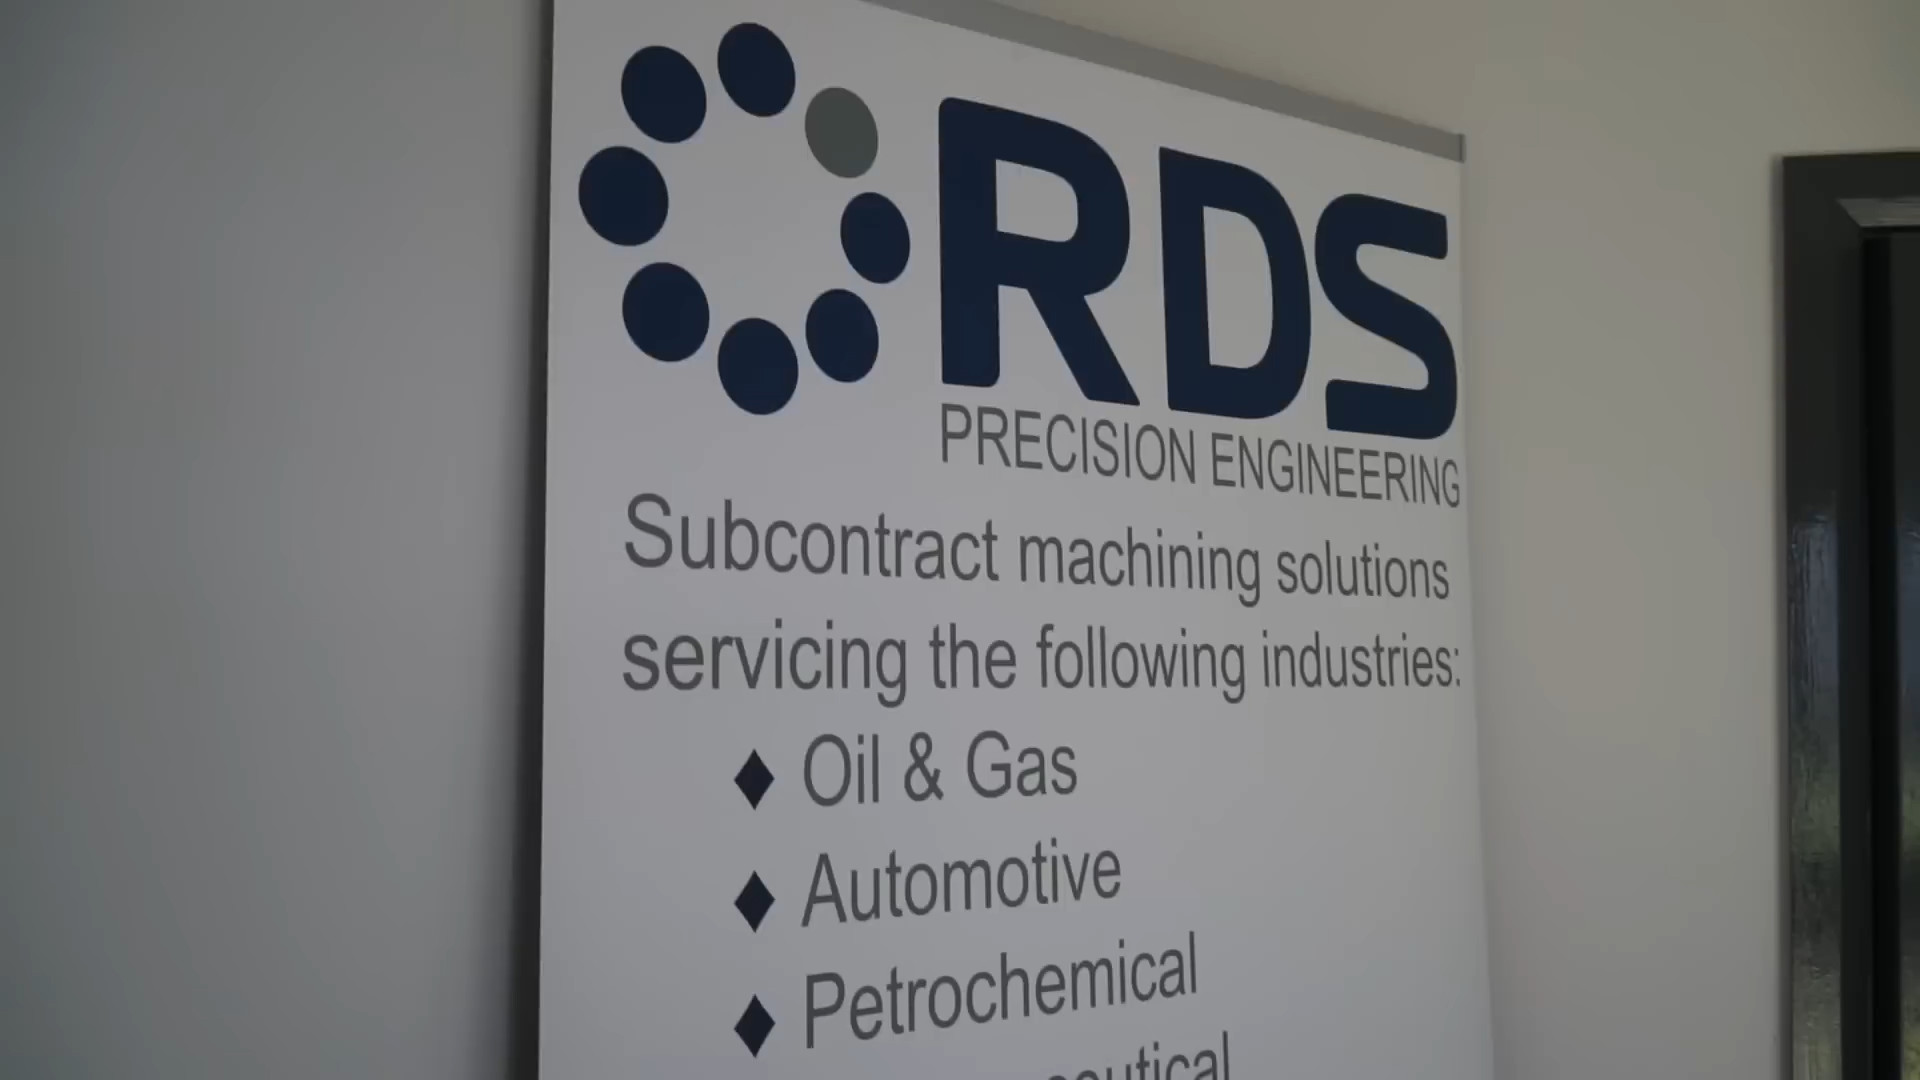 RDS
PRECISION ENGINEERING
Subcontract machining solutions
servicing the following industries:
♦ Oil & Gas
♦ Automotive
♦ Petrochemical